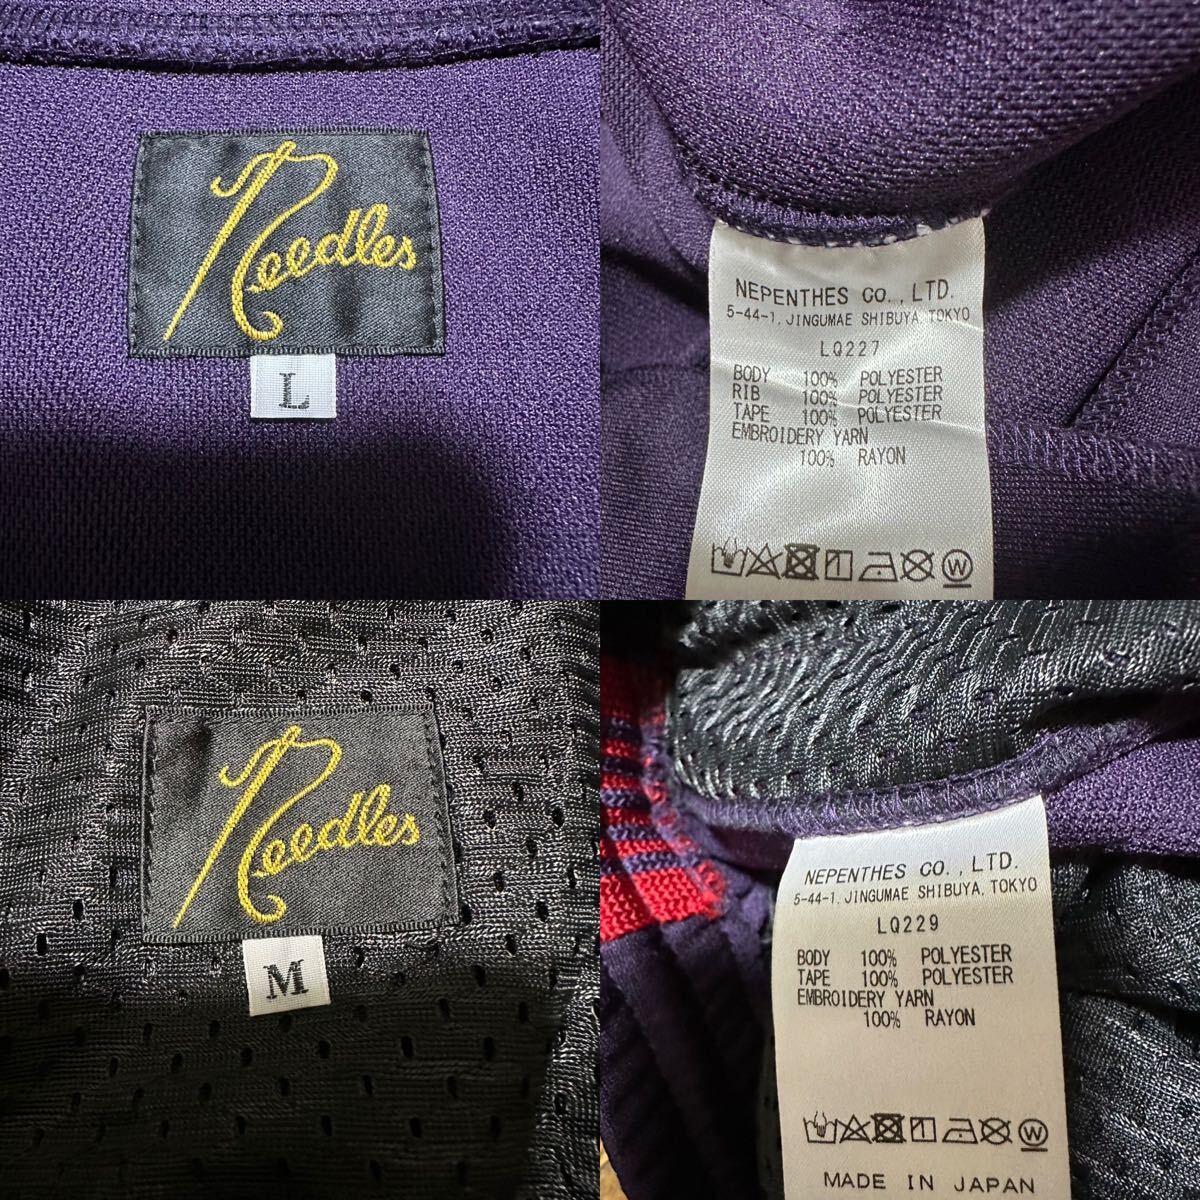 Needles
L
NEPENTHES CO.,LTD.
5-44-1, JINGUMAE SHIBUYA, TOKYO
LQ227
BODY 100% POLYESTER
RIB 100% POLYESTER
TAPE 100% POLYESTER
EMBROIDERY YARN
100% RAYON
W
Needles
M
NEPENTHES CO.,LTD.
5-44-1, JINGUMAE SHIBUYA, TOKYO
LQ229
BODY 100% POLYESTER
TAPE 100% POLYESTER
EMBROIDERY YARN
100% RAYON
W
MADE IN JAPAN